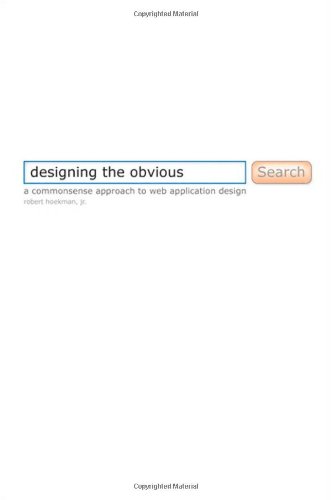 Copyrighted Material
designing the obvious
Search
a commonsense approach to web application design
robert hoekman, jr.
Copyrighted Material